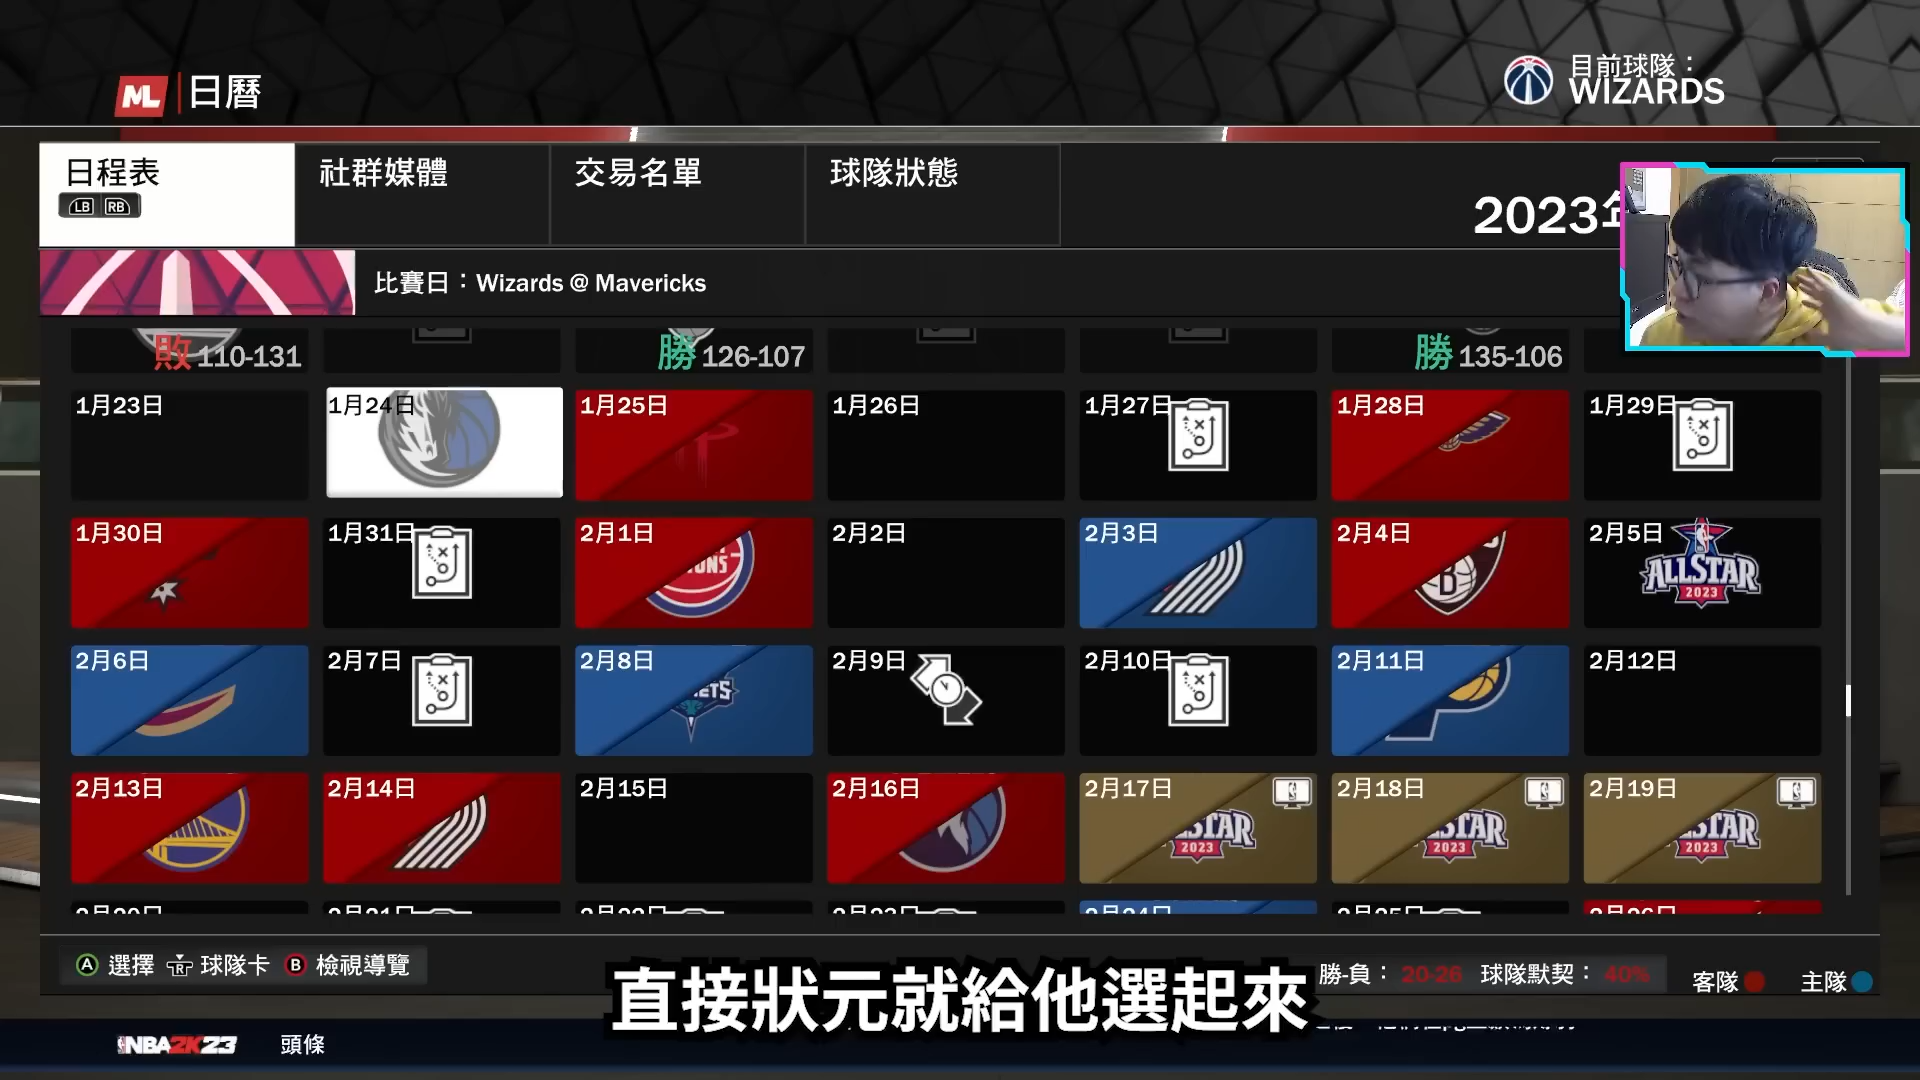 ML 日曆
目前球隊：
WIZARDS
日程表
LB RB
社群媒體
交易名單
球隊狀態
2023年
比賽日：Wizards @ Mavericks
敗 110-131
勝 126-107
勝 135-106
1月23日
1月24日
1月25日
1月26日
1月27日
1月28日
1月29日
1月30日
1月31日
2月1日
2月2日
2月3日
2月4日
B
2月5日
ALLSTAR
2023
2月6日
2月7日
2月8日
2月9日
2月10日
2月11日
2月12日
2月13日
2月14日
2月15日
2月16日
2月17日
STAR
2023
2月18日
STAR
2023
2月19日
STAR
2023
A 選擇 R 球隊卡 B 檢視導覽
勝-負： 20-26 球隊默契： 40%
客隊 主隊
直接狀元就給他選起來
NBA2K23 頭條